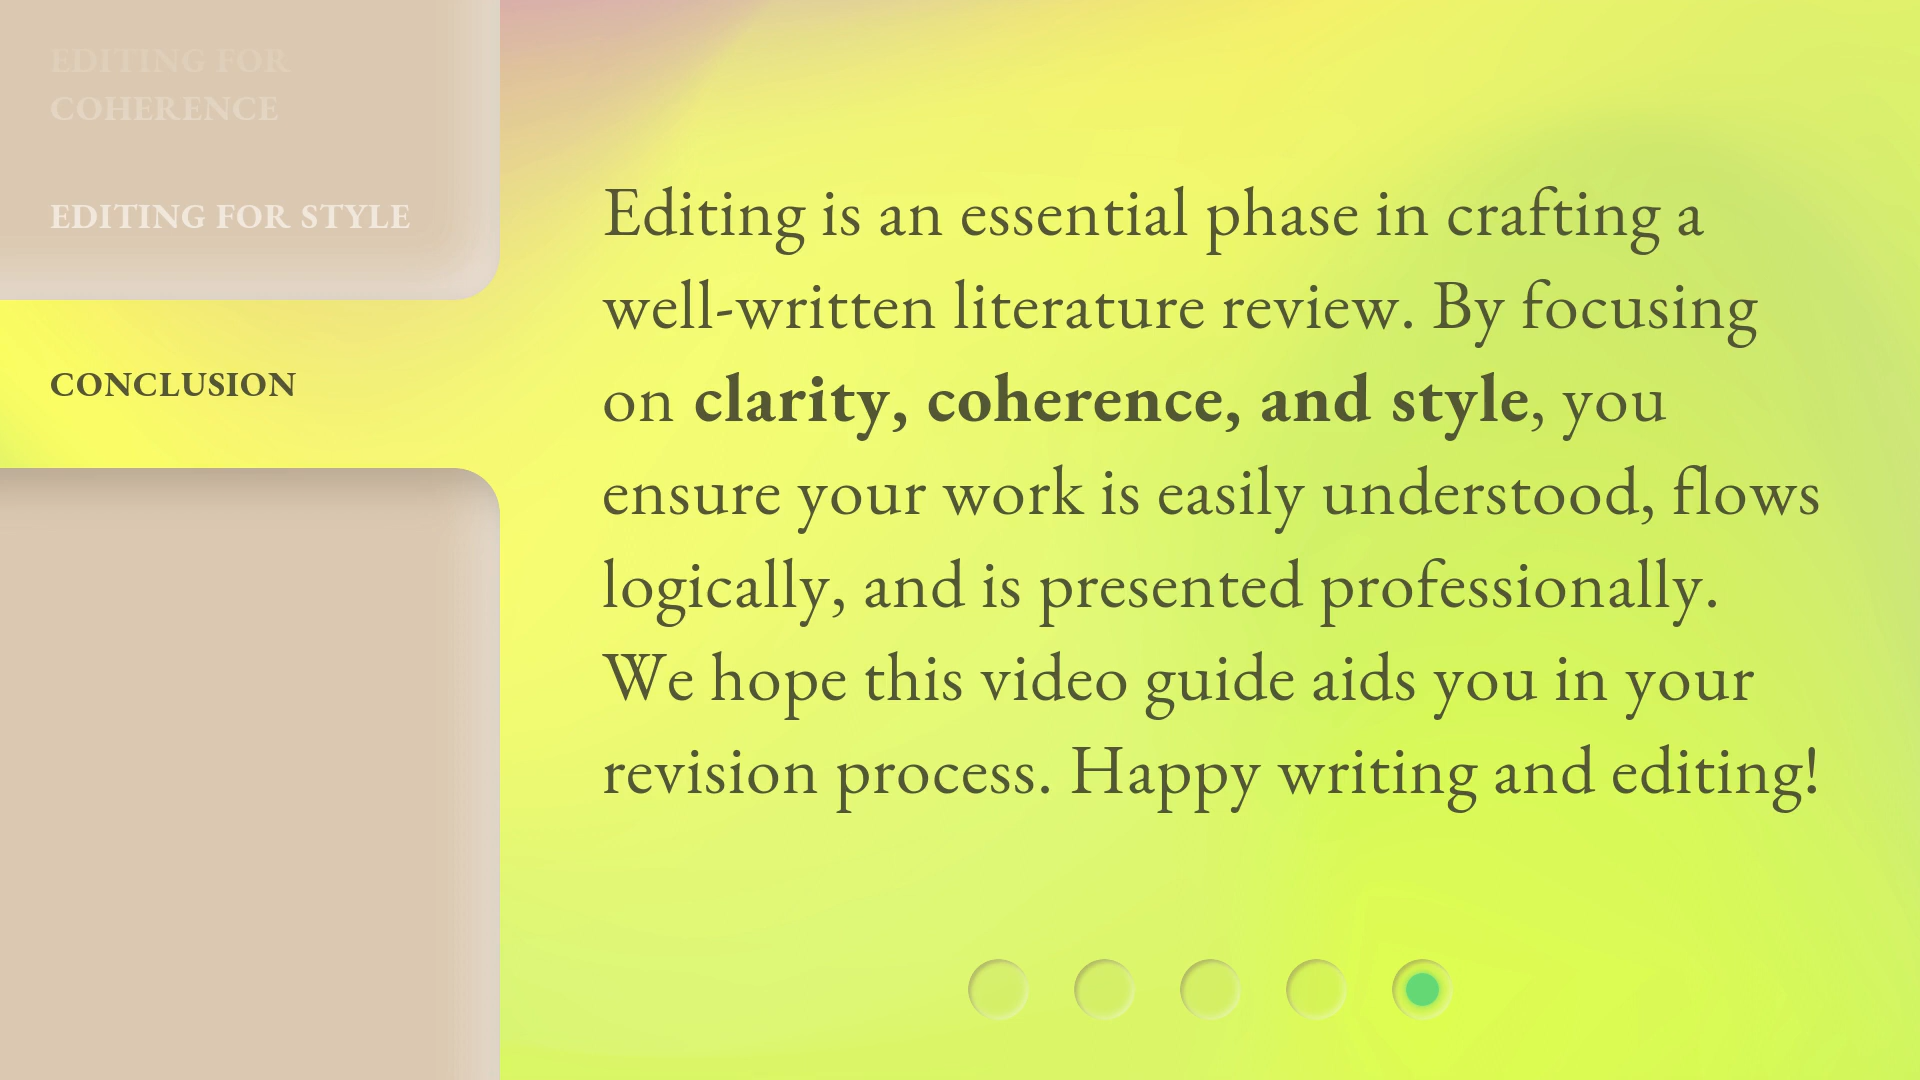 EDITING FOR
COHERENCE
EDITING FOR STYLE
CONCLUSION
Editing is an essential phase in crafting a
well-written literature review. By focusing
on clarity, coherence, and style, you
ensure your work is easily understood, flows
logically, and is presented professionally.
We hope this video guide aids you in your
revision process. Happy writing and editing!